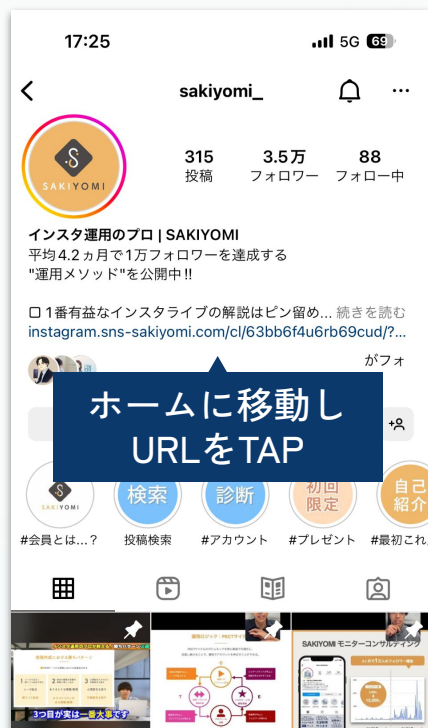 17:25
5G 69
sakiyomi_
SAKIYOMI
315
3.5万
88
投稿
フォロワー
フォロー中
インスタ運用のプロ | SAKIYOMI
平均4.2ヵ月で1万フォロワーを達成する
"運用メソッド"を公開中!!
□ 1番有益なインスタライブの解説はピン留め... 続きを読む
instagram.sns-sakiyomi.com/cl/63bb6f4u6rb69cud/?...
がフォ
ホームに移動し
URLをTAP
SAKIYOMI
検索
診断
初回
限定
自己
紹介
#会員とは...?
投稿検索
#アカウント
#プレゼント
#最初これ
3つ目が実は一番大事です
SAKIYOMI モニターコンサルティング